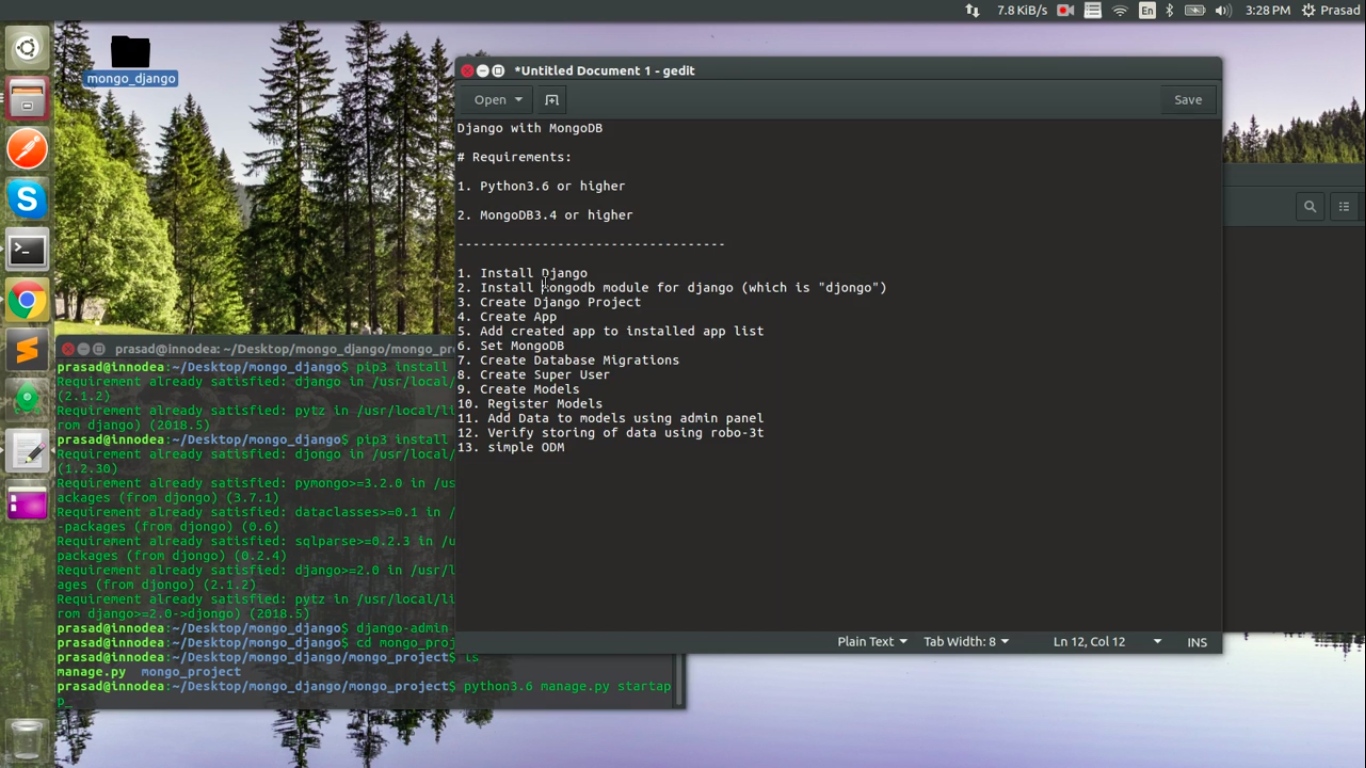 7.8 KiB/s En 3:28 PM Prasad
mongo_django
*Untitled Document 1 - gedit
Open Save
Django with MongoDB
# Requirements:
1. Python3.6 or higher
2. MongoDB3.4 or higher
-----------------------------------
1. Install Django
2. Install mongodb module for django (which is "djongo")
3. Create Django Project
4. Create App
5. Add created app to installed app list
6. Set MongoDB
7. Create Database Migrations
8. Create Super User
9. Create Models
10. Register Models
11. Add Data to models using admin panel
12. Verify storing of data using robo-3t
13. simple ODM
Plain Text Tab Width: 8 Ln 12, Col 12 INS
prasad@innodea: ~/Desktop/mongo_django/mongo_pr
prasad@innodea:~/Desktop/mongo_django$ pip3 install
Requirement already satisfied: django in /usr/local/
(2.1.2)
Requirement already satisfied: pytz in /usr/local/li
rom django) (2018.5)
prasad@innodea:~/Desktop/mongo_django$ pip3 install
Requirement already satisfied: djongo in /usr/local/
(1.2.30)
Requirement already satisfied: pymongo>=3.2.0 in /us
ackages (from djongo) (3.7.1)
Requirement already satisfied: dataclasses>=0.1 in /
-packages (from djongo) (0.6)
Requirement already satisfied: sqlparse>=0.2.3 in /u
packages (from djongo) (0.2.4)
Requirement already satisfied: django>=2.0 in /usr/l
ages (from djongo) (2.1.2)
Requirement already satisfied: pytz in /usr/local/li
rom django>=2.0->djongo) (2018.5)
prasad@innodea:~/Desktop/mongo_django$ django-admin
prasad@innodea:~/Desktop/mongo_django$ cd mongo_proj
prasad@innodea:~/Desktop/mongo_django/mongo_project$ ls
manage.py mongo_project
prasad@innodea:~/Desktop/mongo_django/mongo_project$ python3.6 manage.py startap
p